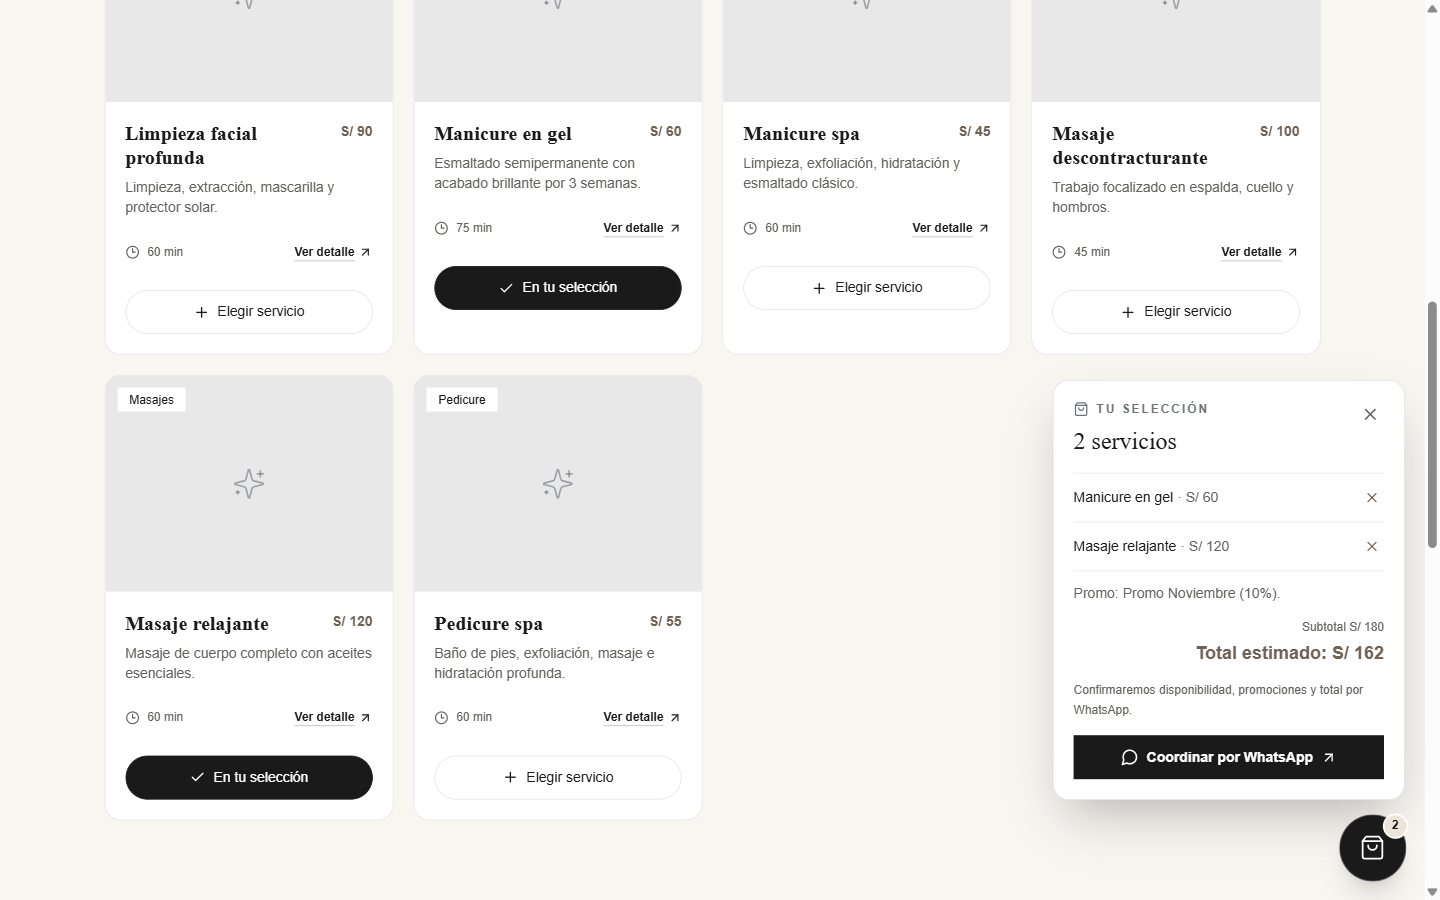 Limpieza facial
profunda
S/ 90
Limpieza, extracción, mascarilla y
protector solar.
60 min
Ver detalle
Elegir servicio
Manicure en gel
S/ 60
Esmaltado semipermanente con
acabado brillante por 3 semanas.
75 min
Ver detalle
En tu selección
Manicure spa
S/ 45
Limpieza, exfoliación, hidratación y
esmaltado clásico.
60 min
Ver detalle
Elegir servicio
Masaje
descontracturante
S/ 100
Trabajo focalizado en espalda, cuello y
hombros.
45 min
Ver detalle
Elegir servicio
Masajes
Masaje relajante
S/ 120
Masaje de cuerpo completo con aceites
esenciales.
60 min
Ver detalle
En tu selección
Pedicure
Pedicure spa
S/ 55
Baño de pies, exfoliación, masaje e
hidratación profunda.
60 min
Ver detalle
Elegir servicio
TU SELECCIÓN
2 servicios
Manicure en gel · S/ 60
Masaje relajante · S/ 120
Promo: Promo Noviembre (10%).
Subtotal S/ 180
Total estimado: S/ 162
Confirmaremos disponibilidad, promociones y total por
WhatsApp.
Coordinar por WhatsApp
2